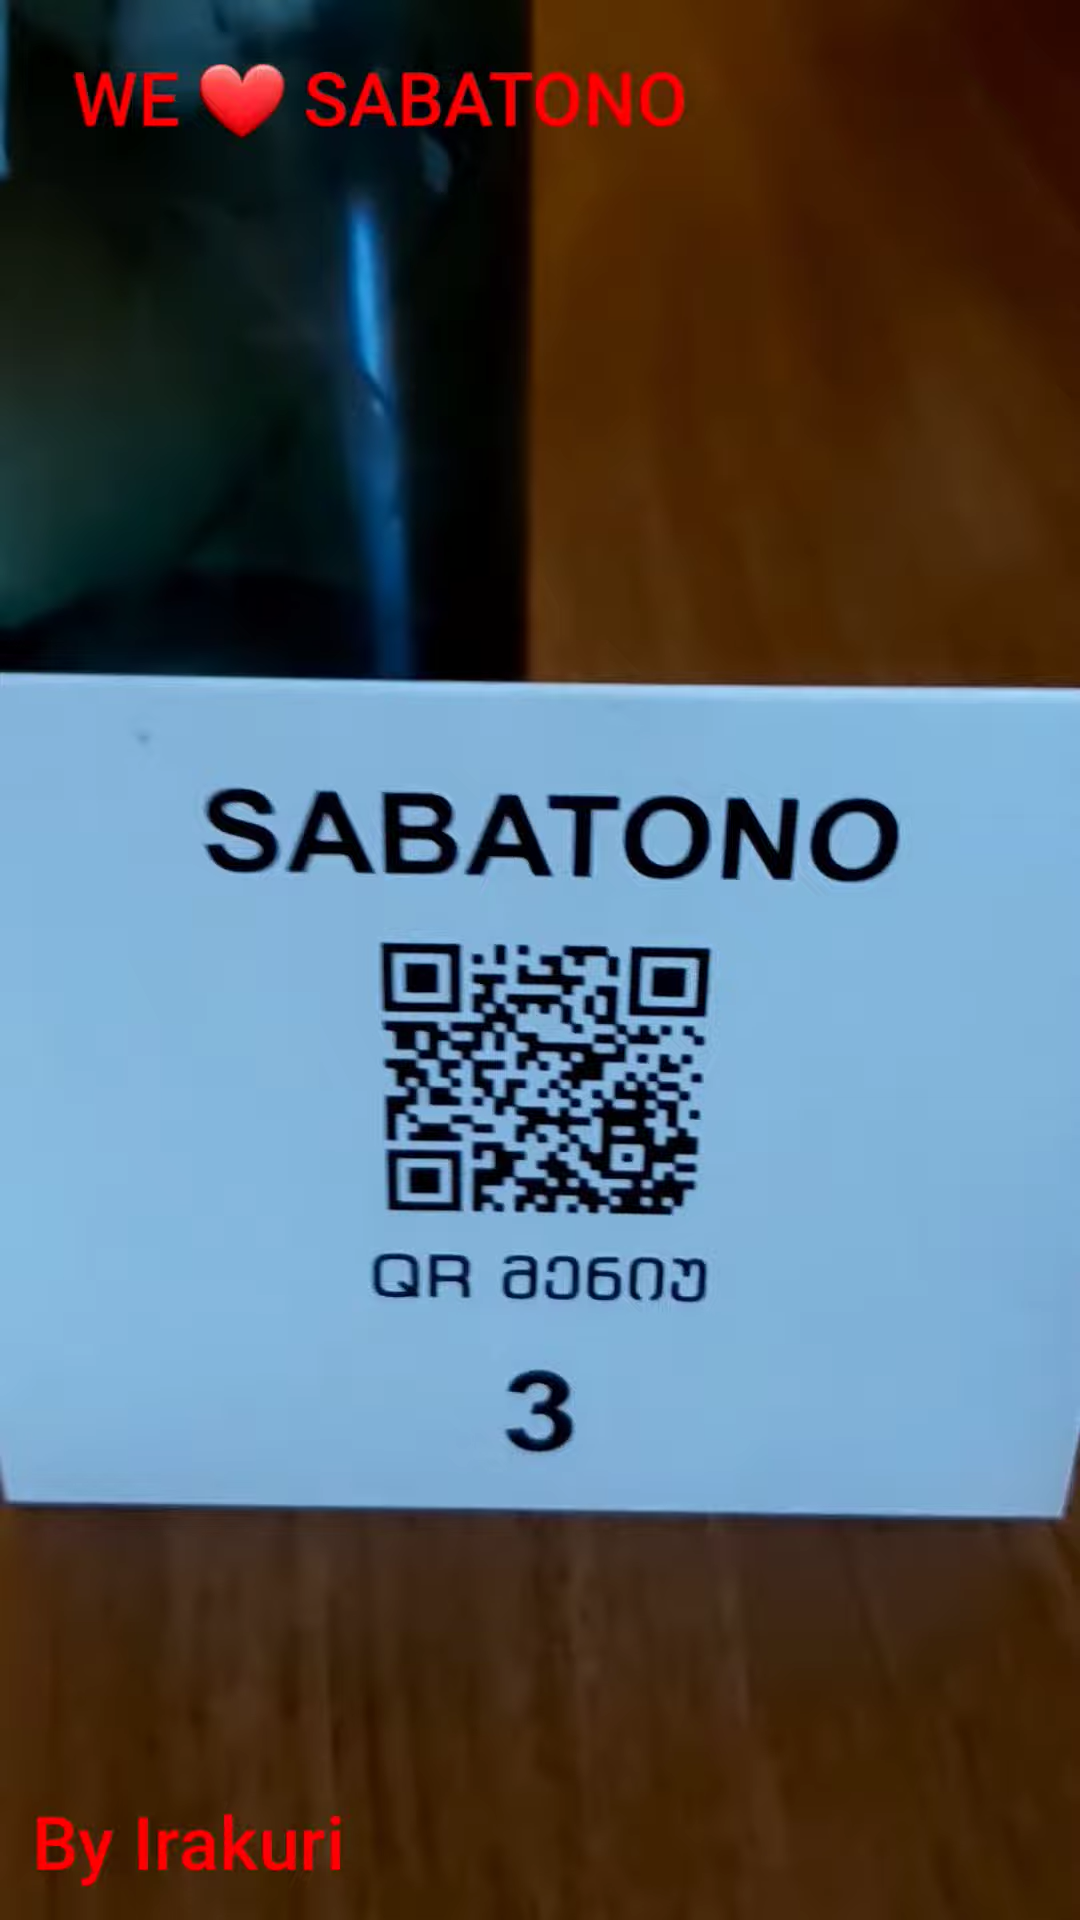 WE ❤️ SABATONO
SABATONO
QR მენიუ
3
By Irakuri